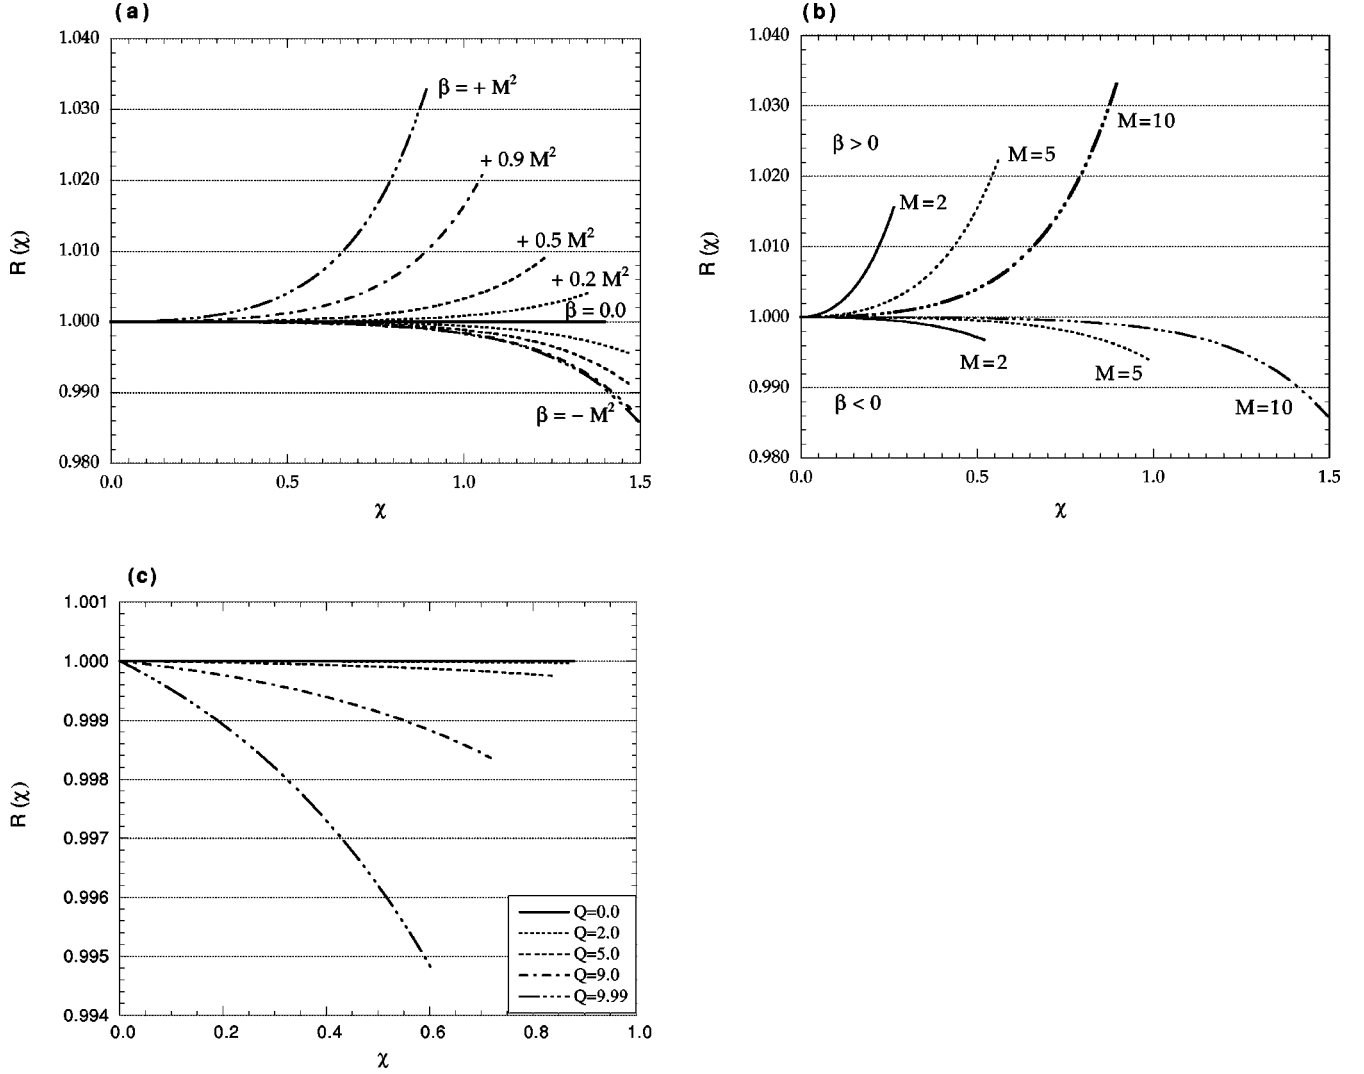 (a)
1.040
1.030
1.020
1.010
1.000
0.990
0.980
R (χ)
β = + M²
+ 0.9 M²
+ 0.5 M²
+ 0.2 M²
β = 0.0
β = − M²
0.0 0.5 1.0 1.5
χ
(b)
1.040
1.030
1.020
1.010
1.000
0.990
0.980
R (χ)
β > 0
M=10
M=5
M=2
M=2
M=5
M=10
β < 0
0.0 0.5 1.0 1.5
χ
(c)
1.001
1.000
0.999
0.998
0.997
0.996
0.995
0.994
R (χ)
Q=0.0
Q=2.0
Q=5.0
Q=9.0
Q=9.99
0.0 0.2 0.4 0.6 0.8 1.0
χ